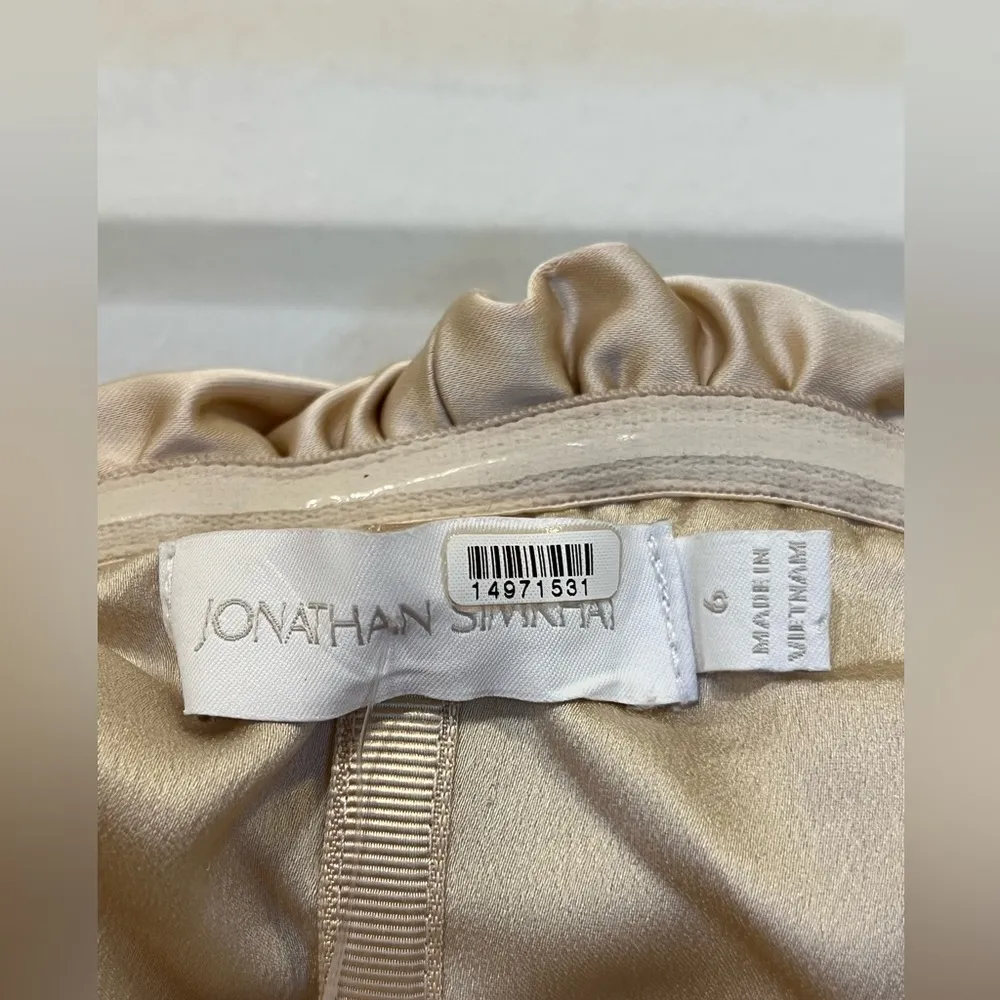 14971531
JONATHAN SIMKHAI
6
MADE IN
VIETNAM